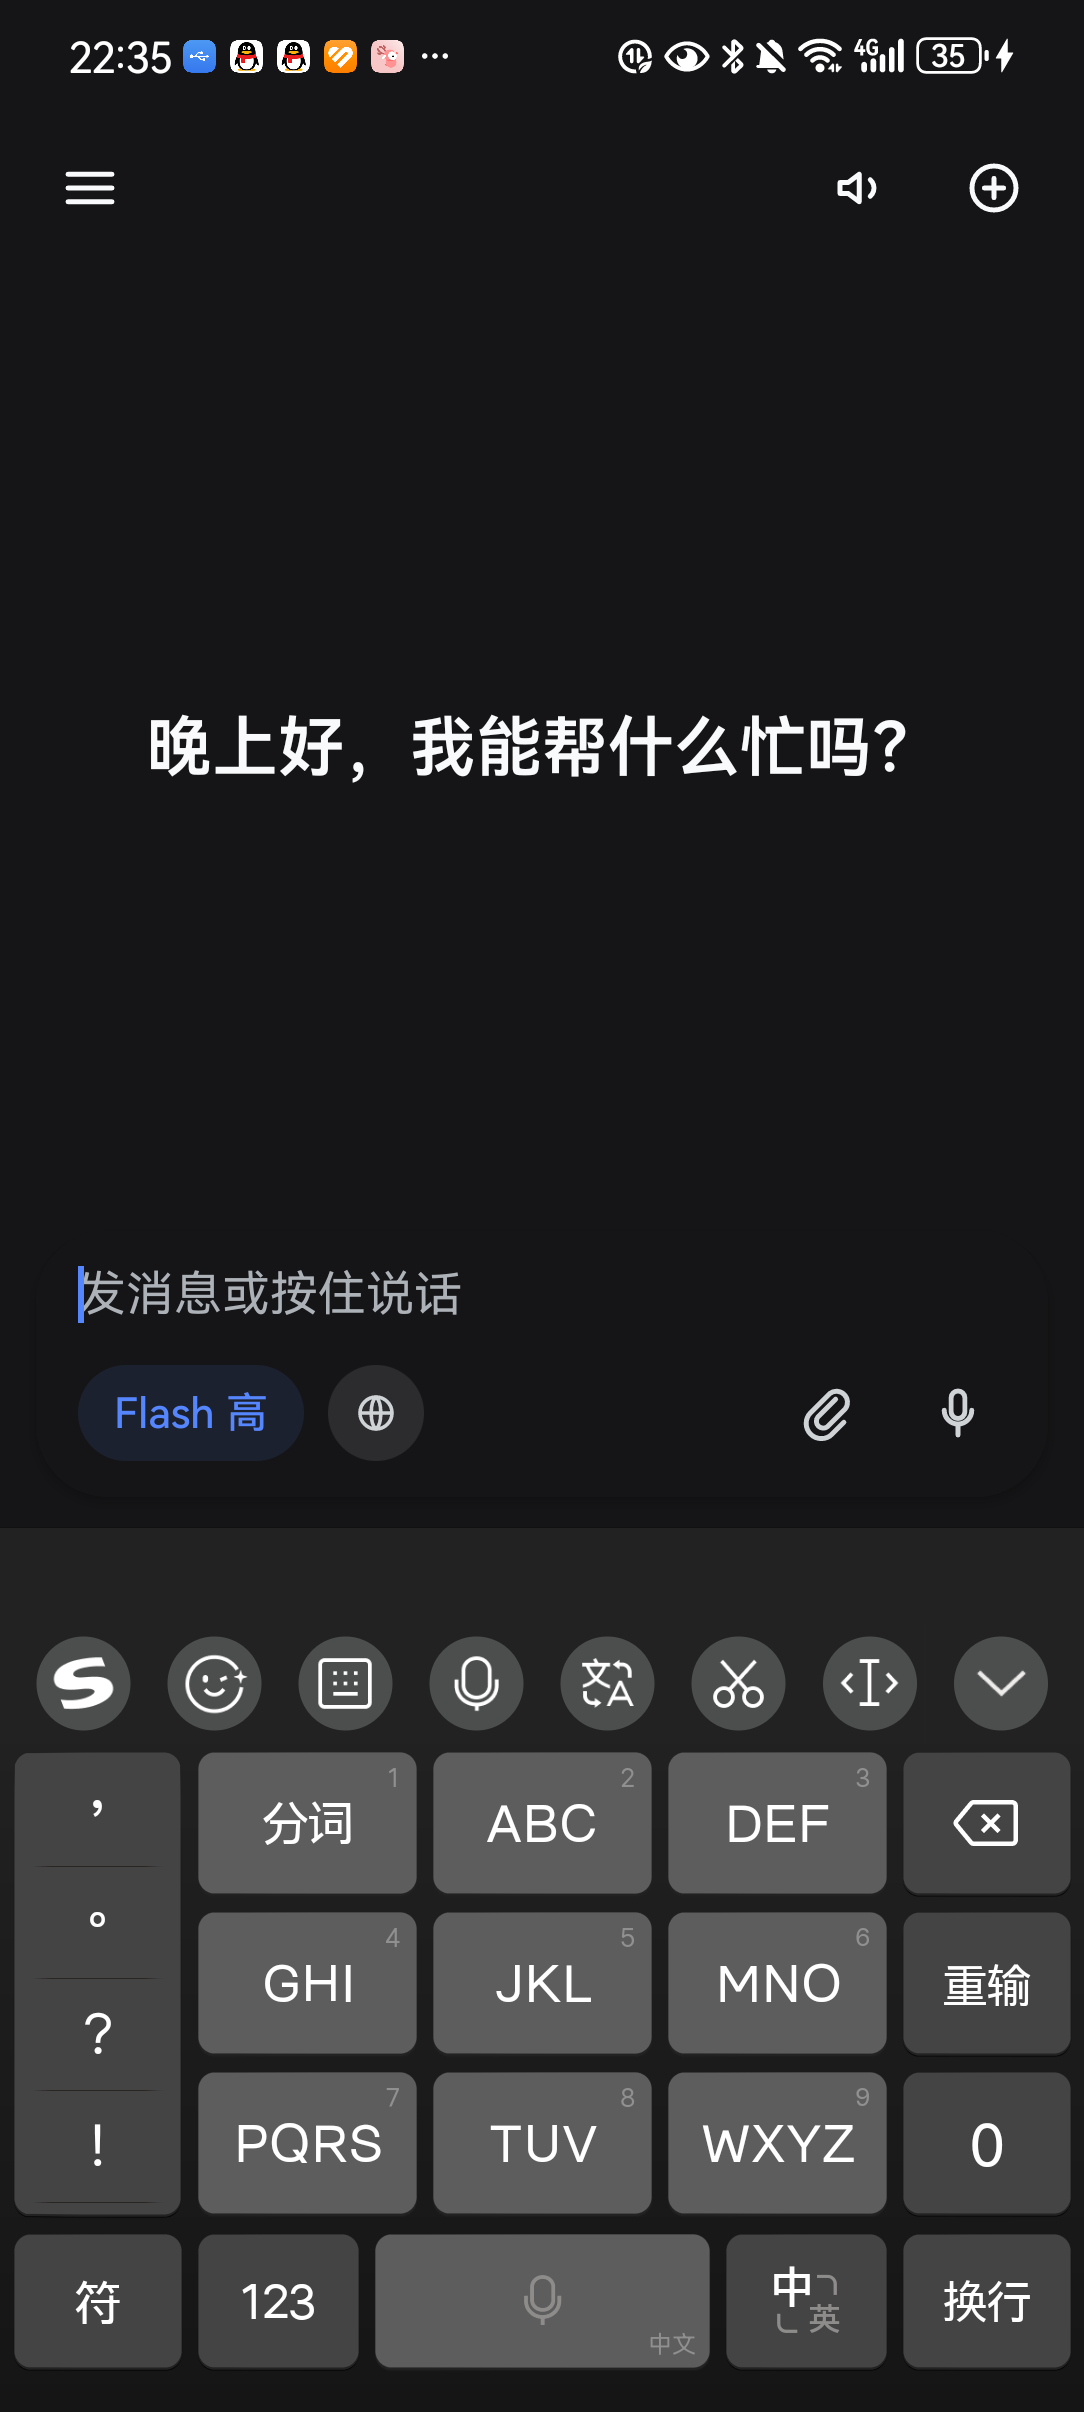 22:35
4G
35
晚上好，我能帮什么忙吗？
发消息或按住说话
Flash 高
，
。
?
!
分词 1
ABC 2
DEF 3
GHI 4
JKL 5
MNO 6
重输
PQRS 7
TUV 8
WXYZ 9
0
符
123
中文
中
英
换行